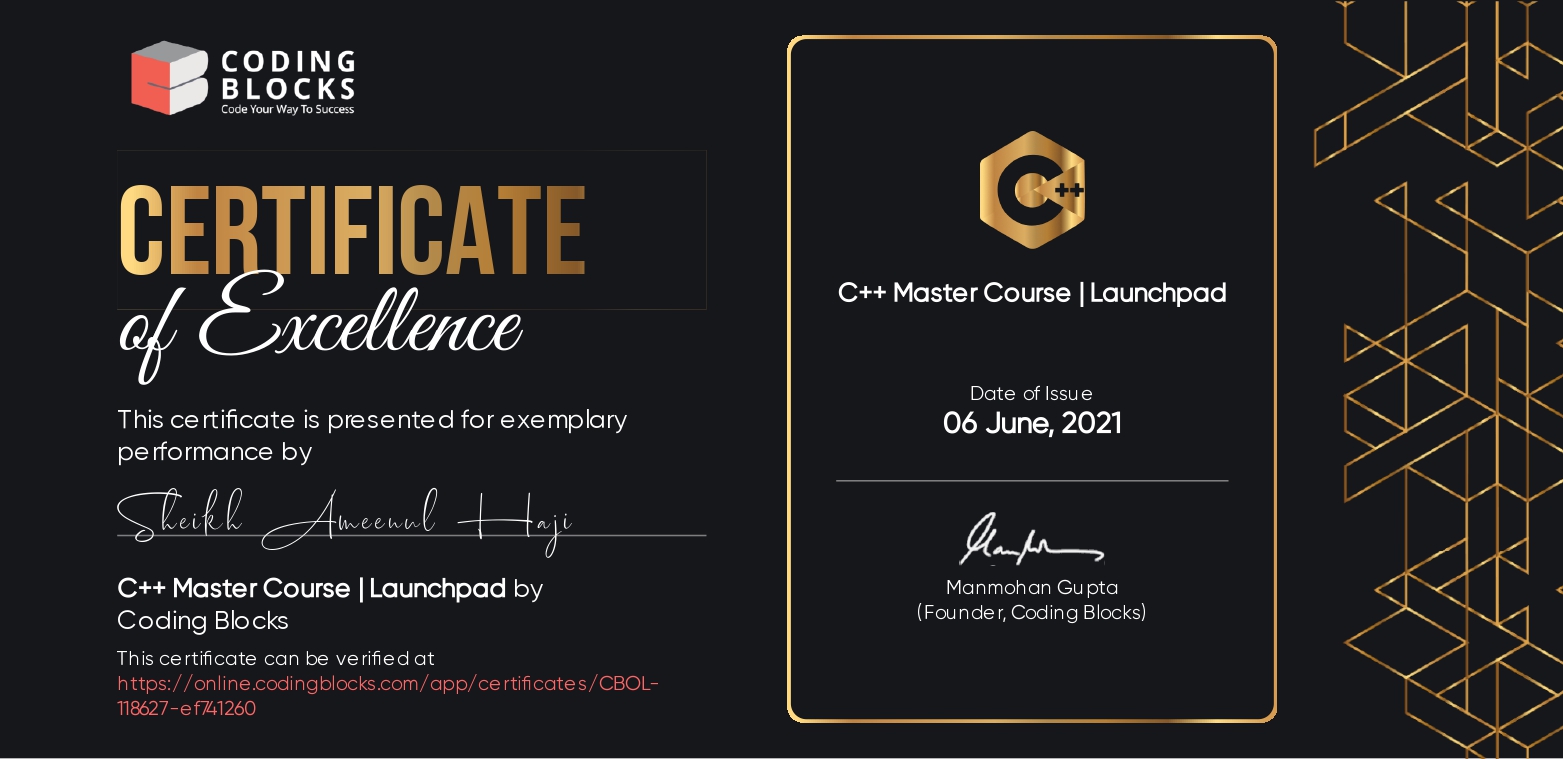 CODING
BLOCKS
Code Your Way To Success
CERTIFICATE
of Excellence
This certificate is presented for exemplary
performance by
Sheikh Ameenul Haji
C++ Master Course | Launchpad by
Coding Blocks
This certificate can be verified at
https://online.codingblocks.com/app/certificates/CBOL-
118627-ef741260
C++
C++ Master Course | Launchpad
Date of Issue
06 June, 2021
Manmohan Gupta
(Founder, Coding Blocks)